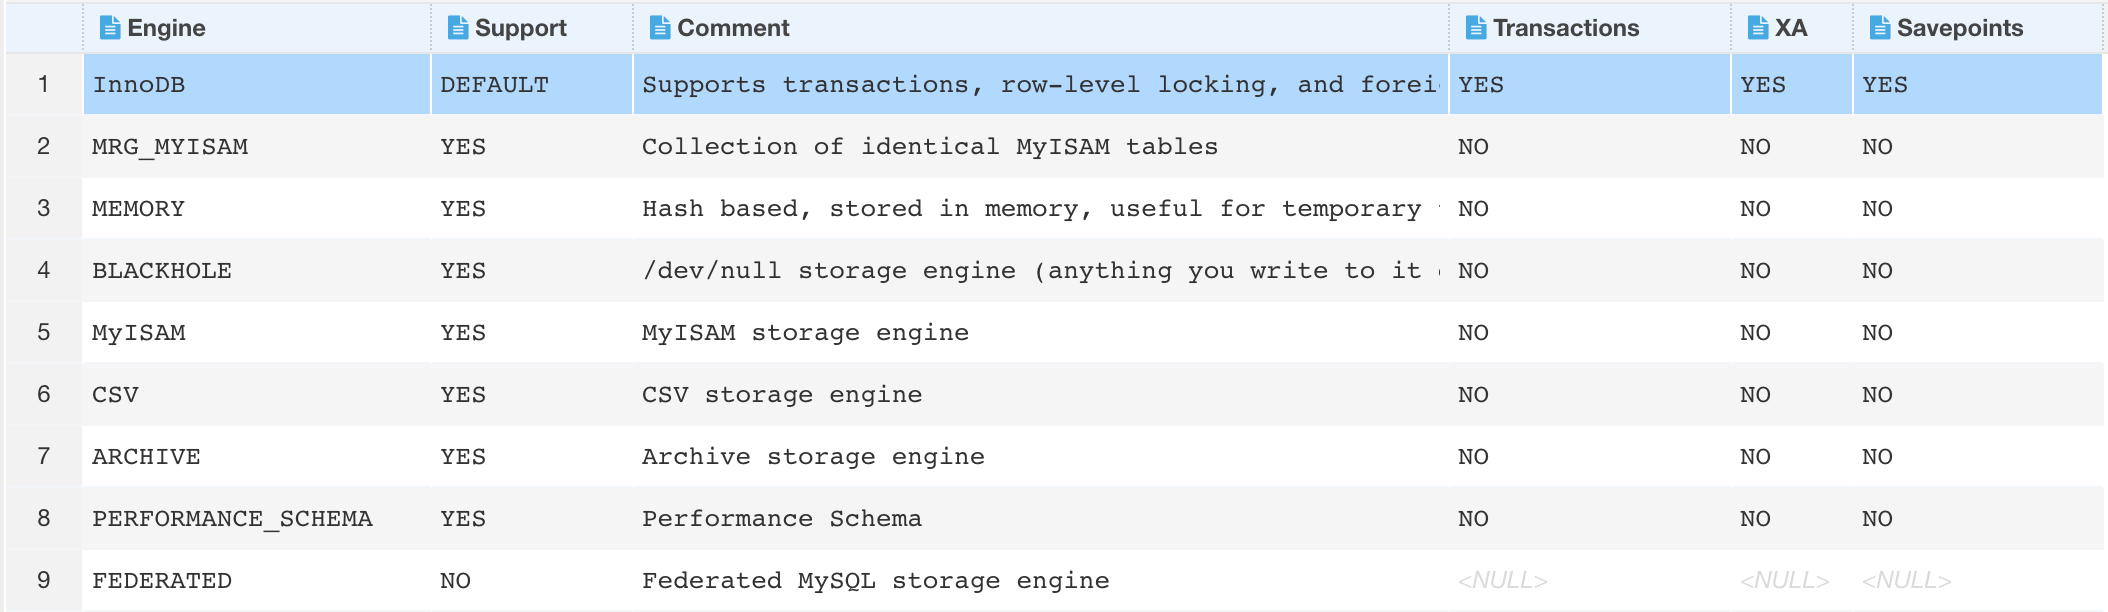 Engine Support Comment Transactions XA Savepoints
1 InnoDB DEFAULT Supports transactions, row-level locking, and forei YES YES YES
2 MRG_MYISAM YES Collection of identical MyISAM tables NO NO NO
3 MEMORY YES Hash based, stored in memory, useful for temporary NO NO NO
4 BLACKHOLE YES /dev/null storage engine (anything you write to it NO NO NO
5 MyISAM YES MyISAM storage engine NO NO NO
6 CSV YES CSV storage engine NO NO NO
7 ARCHIVE YES Archive storage engine NO NO NO
8 PERFORMANCE_SCHEMA YES Performance Schema NO NO NO
9 FEDERATED NO Federated MySQL storage engine <NULL> <NULL> <NULL>